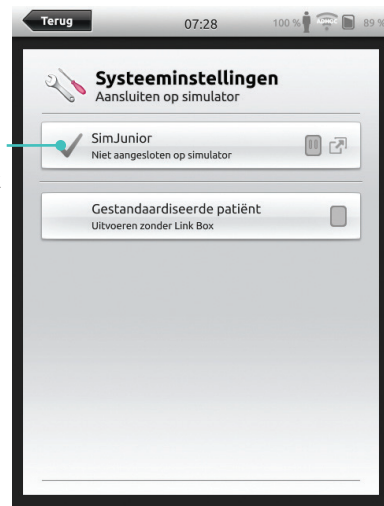 Terug 07:28 100 % 89 %
Systeeminstellingen
Aansluiten op simulator
SimJunior
Niet aangesloten op simulator
Gestandaardiseerde patiënt
Uitvoeren zonder Link Box